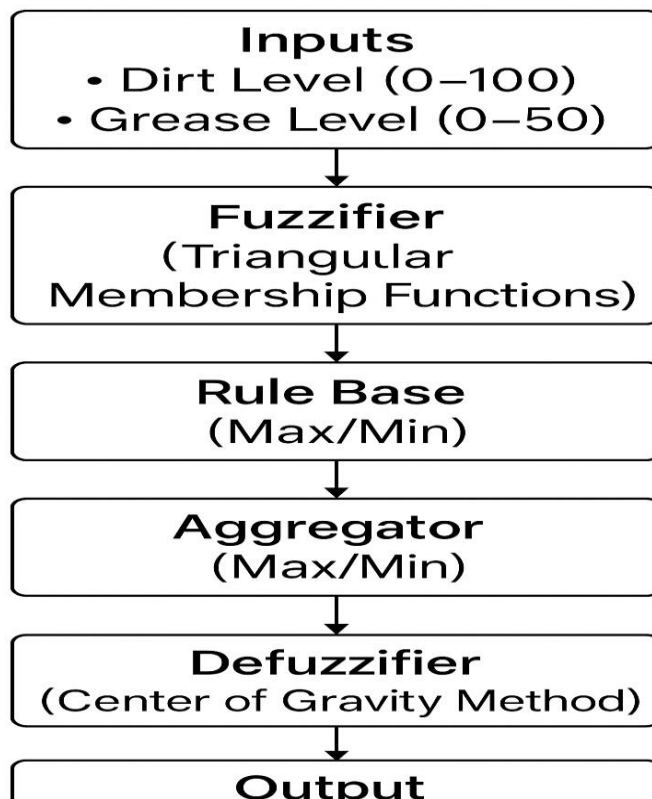 Inputs
• Dirt Level (0–100)
• Grease Level (0–50)
Fuzzifier
(Triangular
Membership Functions)
Rule Base
(Max/Min)
Aggregator
(Max/Min)
Defuzzifier
(Center of Gravity Method)
Output